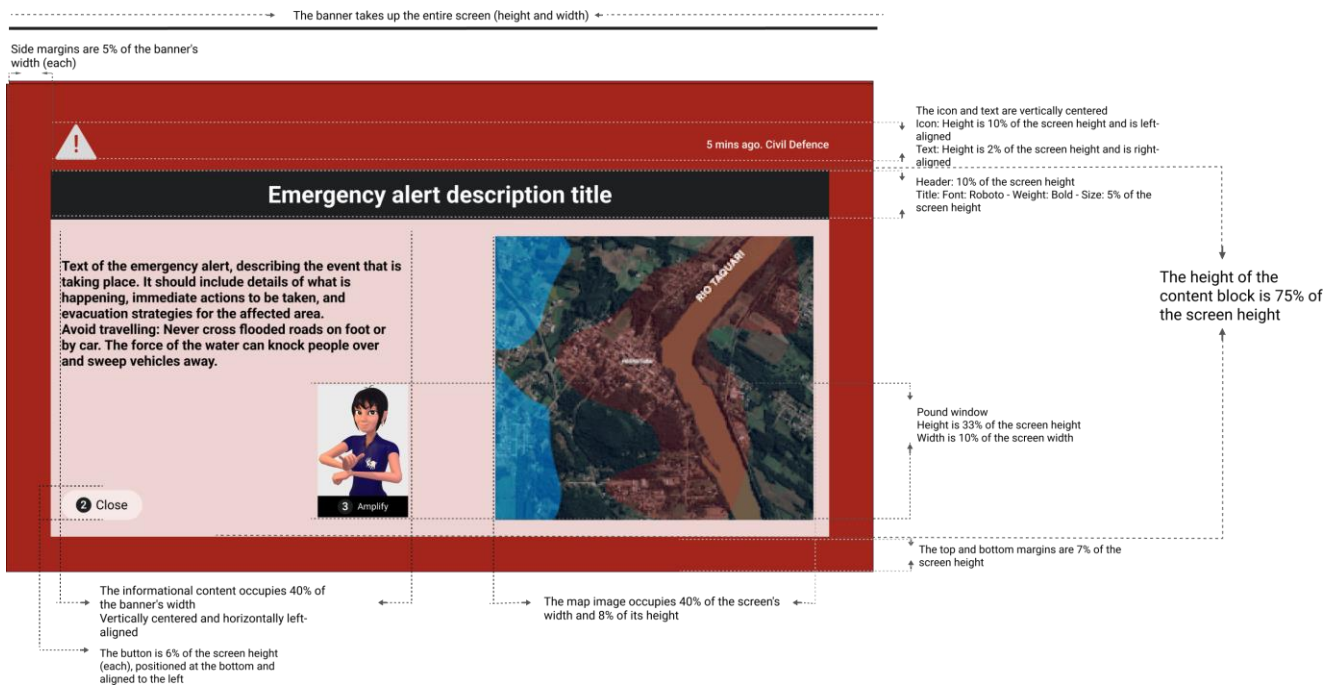 The banner takes up the entire screen (height and width)
Side margins are 5% of the banner's
width (each)
The icon and text are vertically centered
Icon: Height is 10% of the screen height and is left-
aligned
Text: Height is 2% of the screen height and is right-
aligned
5 mins ago. Civil Defence
Header: 10% of the screen height
Title: Font: Roboto - Weight: Bold - Size: 5% of the
screen height
Emergency alert description title
Text of the emergency alert, describing the event that is
taking place. It should include details of what is
happening, immediate actions to be taken, and
evacuation strategies for the affected area.
Avoid travelling: Never cross flooded roads on foot or
by car. The force of the water can knock people over
and sweep vehicles away.
RIO TAQUARI
The height of the
content block is 75% of
the screen height
Pound window
Height is 33% of the screen height
Width is 10% of the screen width
2 Close
3 Amplify
The top and bottom margins are 7% of the
screen height
The informational content occupies 40% of
the banner's width
Vertically centered and horizontally left-
aligned
The map image occupies 40% of the screen's
width and 8% of its height
The button is 6% of the screen height
(each), positioned at the bottom and
aligned to the left